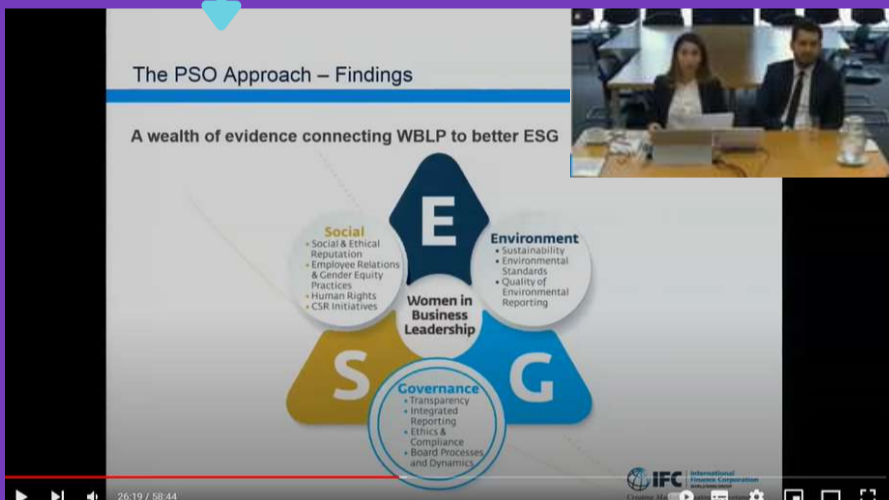 The PSO Approach – Findings
A wealth of evidence connecting WBLP to better ESG
E
Social
• Social & Ethical
Reputation
• Employee Relations
& Gender Equity
Practices
• Human Rights
• CSR Initiatives
Environment
• Sustainability
• Environmental
Standards
• Quality of
Environmental
Reporting
Women in
Business
Leadership
S
G
Governance
• Transparency
• Integrated
Reporting
• Ethics &
Compliance
• Board Processes
and Dynamics
IFC
International
Finance Corporation
26:19 / 58:44